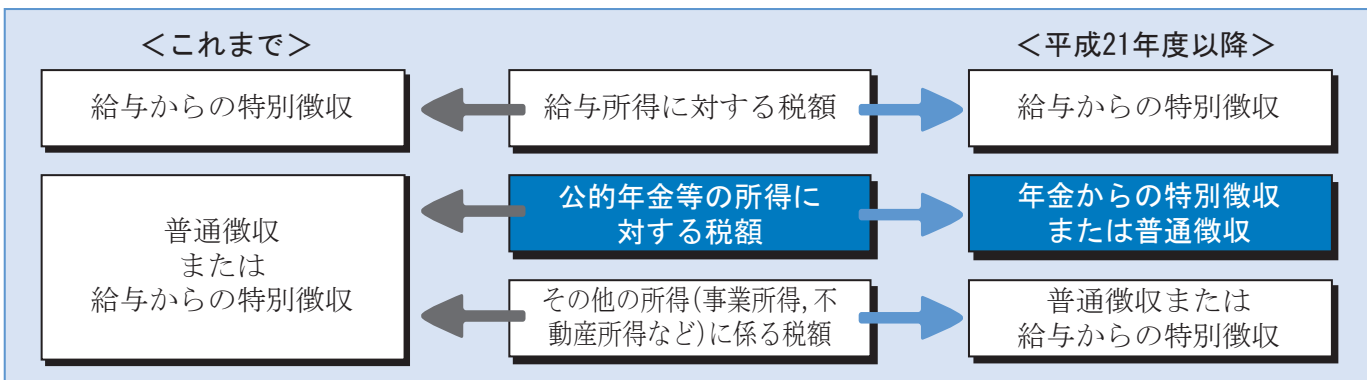 ＜これまで＞
＜平成21年度以降＞
給与からの特別徴収
給与所得に対する税額
給与からの特別徴収
普通徴収
または
給与からの特別徴収
公的年金等の所得に
対する税額
年金からの特別徴収
または普通徴収
その他の所得(事業所得,不
動産所得など)に係る税額
普通徴収または
給与からの特別徴収